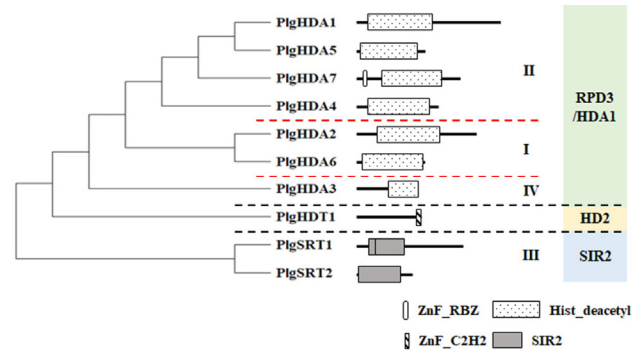 PlgHDA1
PlgHDA5
PlgHDA7
II
PlgHDA4
RPD3
/HDA1
PlgHDA2
I
PlgHDA6
PlgHDA3
IV
PlgHDT1
HD2
PlgSRT1
III
SIR2
PlgSRT2
ZnF_RBZ
Hist_deacetyl
ZnF_C2H2
SIR2